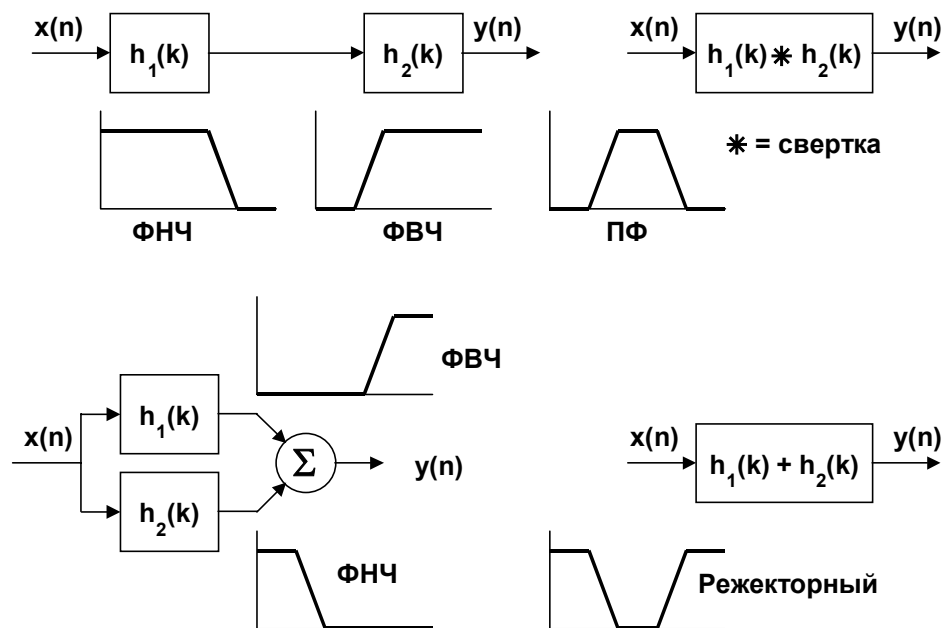 x(n)
h₁(k)
h₂(k)
y(n)
x(n)
h₁(k) ∗ h₂(k)
y(n)
ФНЧ
ФВЧ
ПФ
∗ = свертка
ФВЧ
x(n)
h₁(k)
h₂(k)
Σ
y(n)
ФНЧ
x(n)
h₁(k) + h₂(k)
y(n)
Режекторный